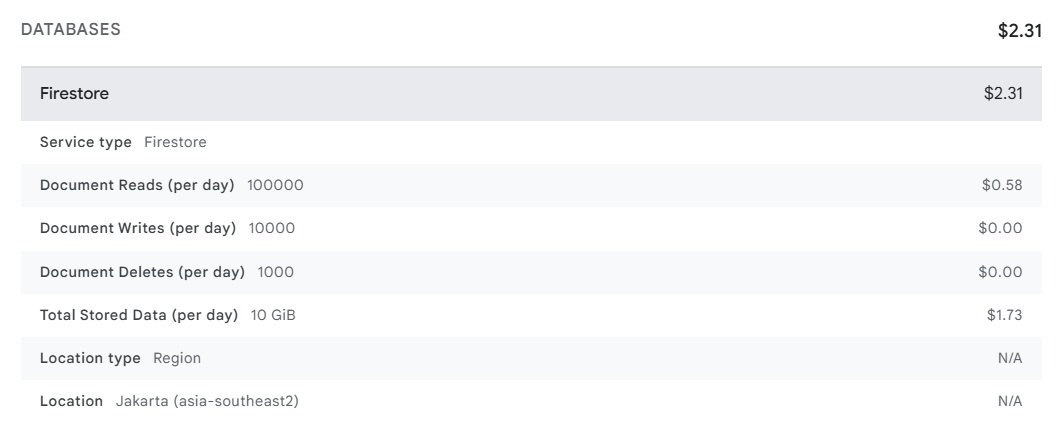 DATABASES $2.31
Firestore $2.31
Service type Firestore
Document Reads (per day) 100000 $0.58
Document Writes (per day) 10000 $0.00
Document Deletes (per day) 1000 $0.00
Total Stored Data (per day) 10 GiB $1.73
Location type Region N/A
Location Jakarta (asia-southeast2) N/A